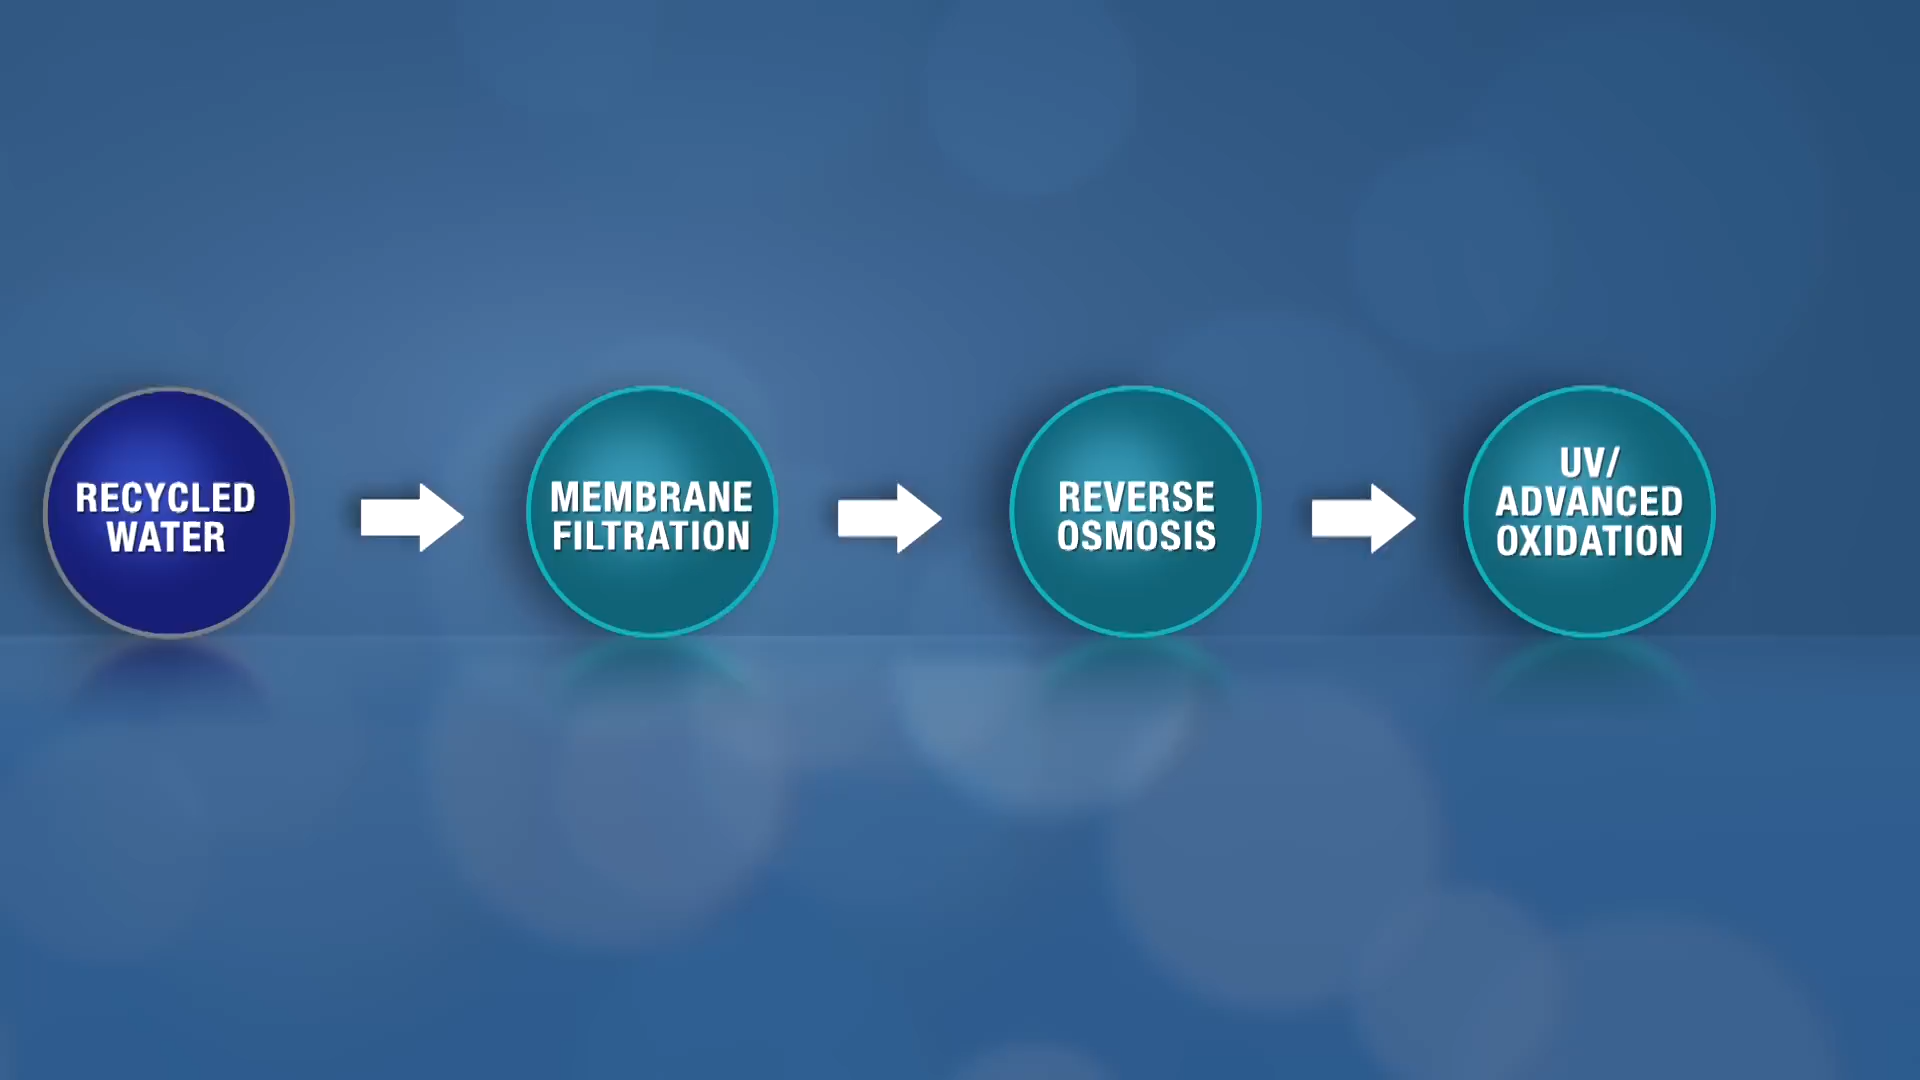 RECYCLED
WATER
MEMBRANE
FILTRATION
REVERSE
OSMOSIS
UV/
ADVANCED
OXIDATION